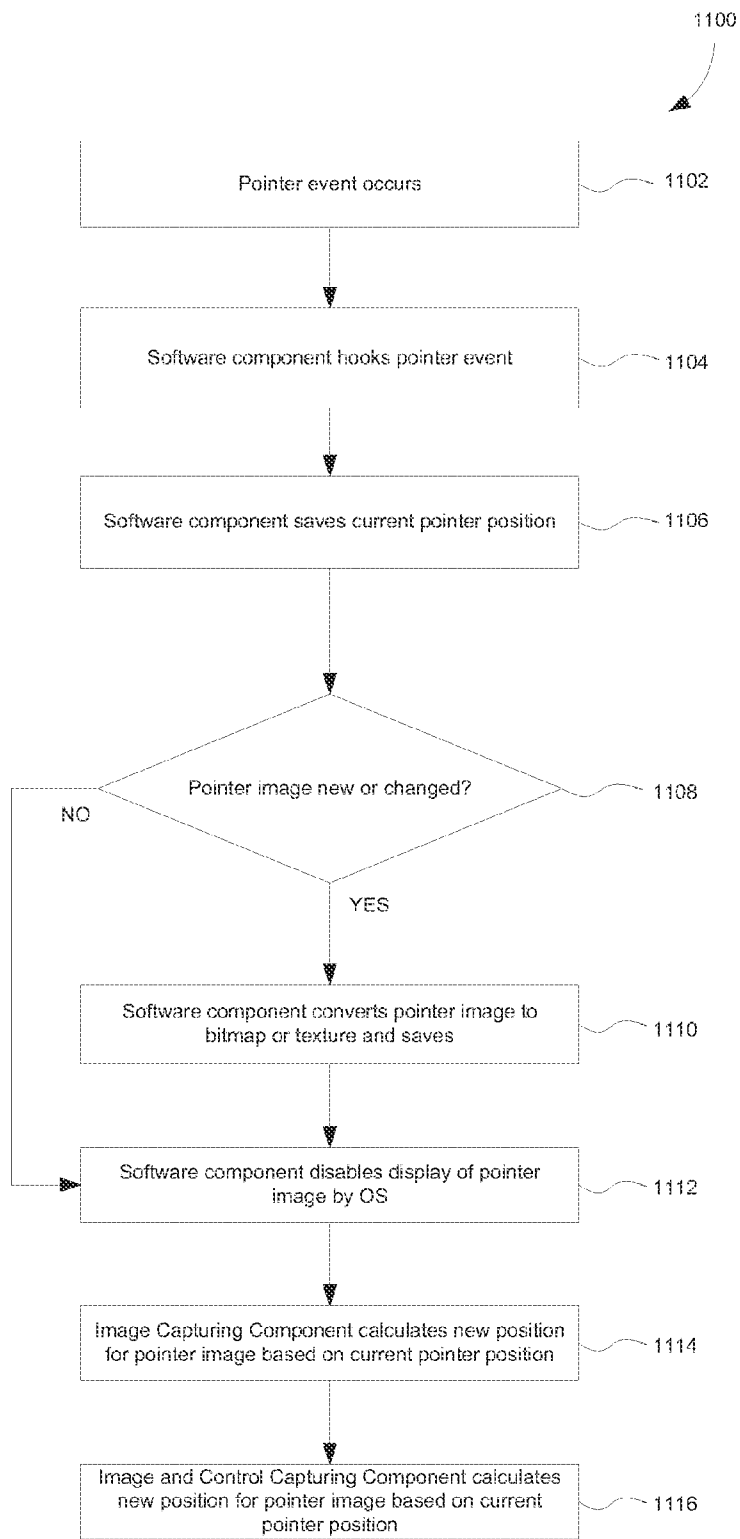 1100
Pointer event occurs
1102
Software component hooks pointer event
1104
Software component saves current pointer position
1106
Pointer image new or changed?
1108
NO
YES
Software component converts pointer image to
bitmap or texture and saves
1110
Software component disables display of pointer
image by OS
1112
Image Capturing Component calculates new position
for pointer image based on current pointer position
1114
Image and Control Capturing Component calculates
new position for pointer image based on current
pointer position
1116